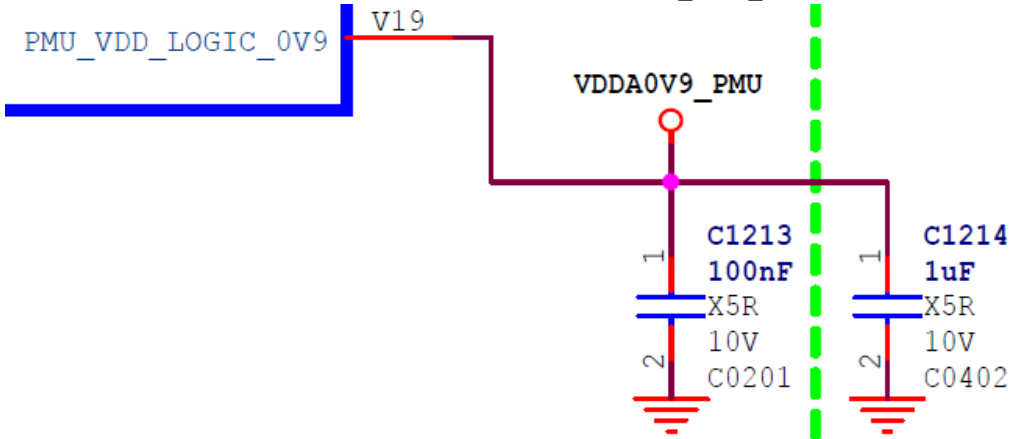 V19
PMU_VDD_LOGIC_0V9
VDDA0V9_PMU
1
C1213
100nF
X5R
10V
C0201
2
1
C1214
1uF
X5R
10V
C0402
2